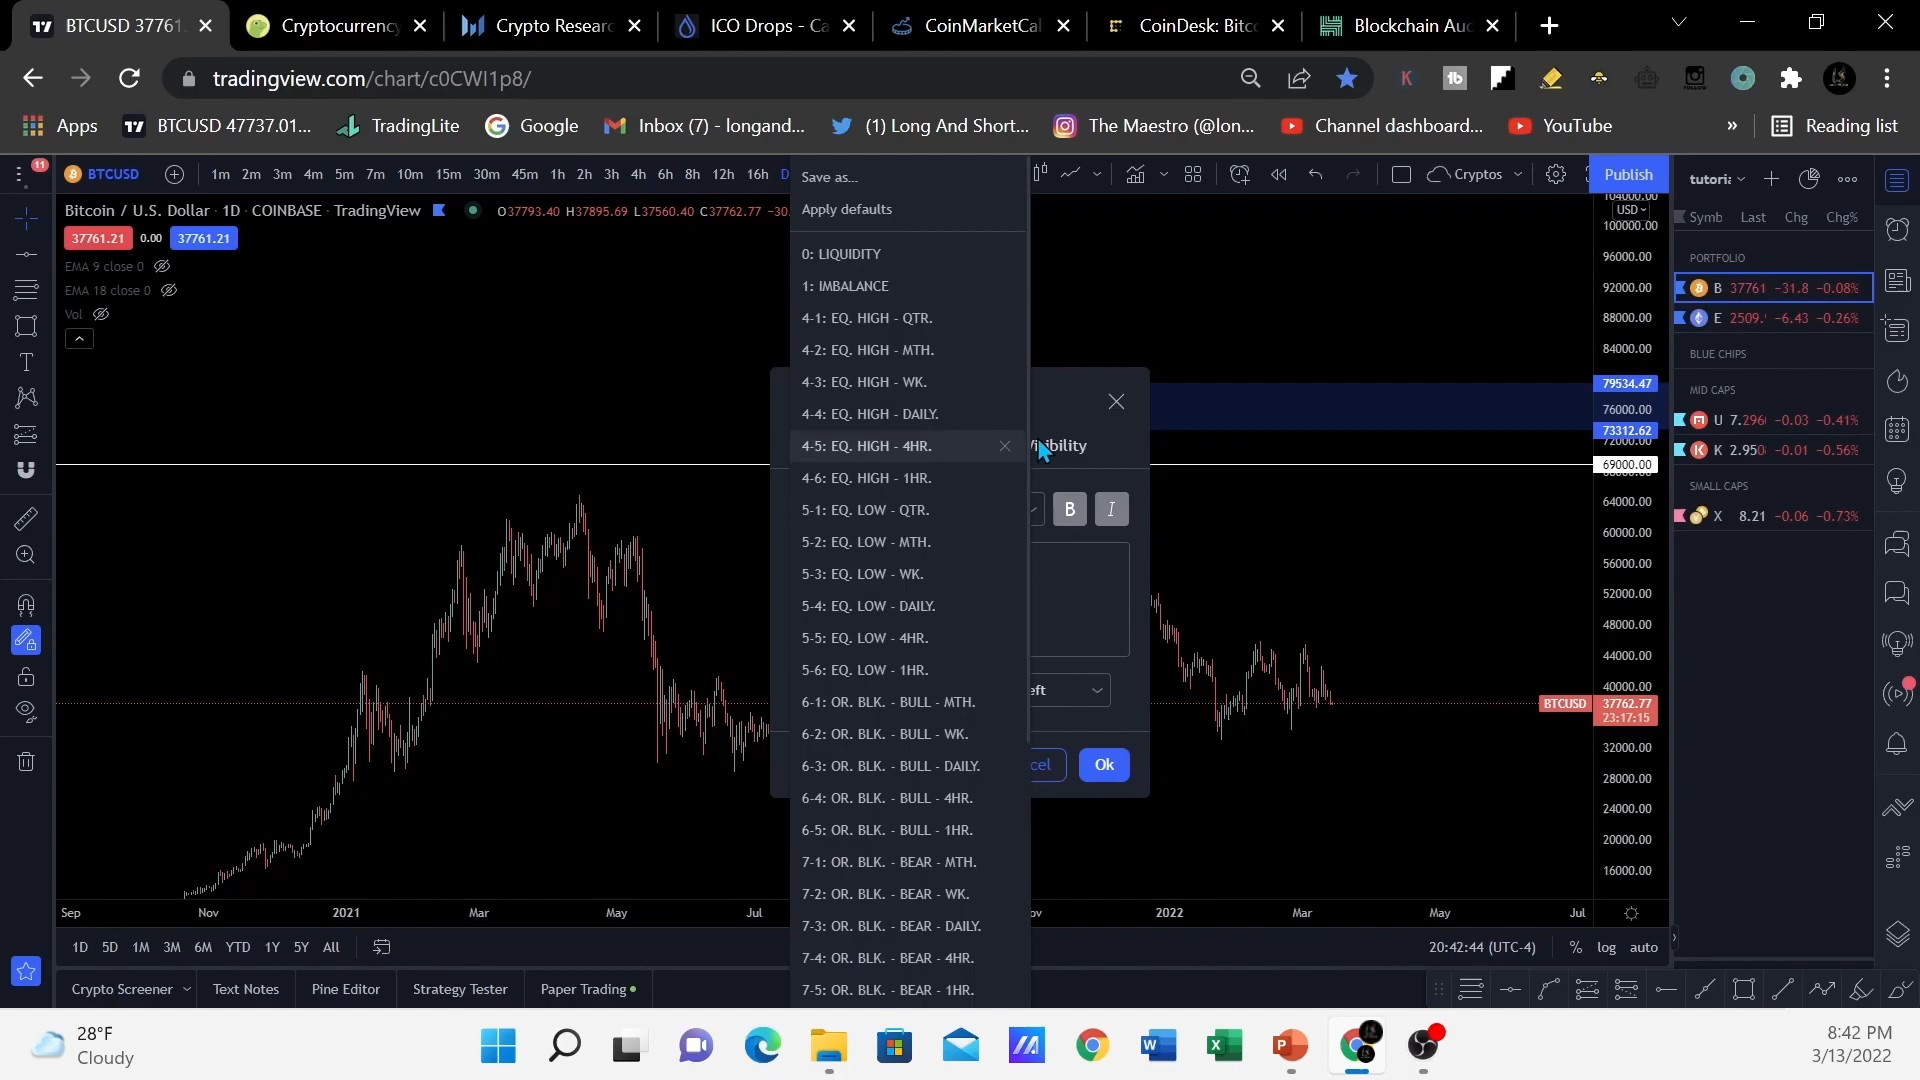 BTCUSD 37761.
Cryptocurrency
Crypto Researc
ICO Drops - Ca
CoinMarketCal
CoinDesk: Bitc
Blockchain Aud
tradingview.com/chart/c0CWI1p8/
Apps
BTCUSD 47737.01...
TradingLite
Google
Inbox (7) - longand...
(1) Long And Short...
The Maestro (@lon...
Channel dashboard...
YouTube
»
Reading list
11
BTCUSD
1m 2m 3m 4m 5m 7m 10m 15m 30m 45m 1h 2h 3h 4h 6h 8h 12h 16h D
Cryptos
Publish
Bitcoin / U.S. Dollar · 1D · COINBASE · TradingView
O37793.40 H37895.69 L37560.40 C37762.77 −30.
37761.21 0.00 37761.21
EMA 9 close 0
EMA 18 close 0
Vol
Save as...
Apply defaults
0: LIQUIDITY
1: IMBALANCE
4-1: EQ. HIGH - QTR.
4-2: EQ. HIGH - MTH.
4-3: EQ. HIGH - WK.
4-4: EQ. HIGH - DAILY.
4-5: EQ. HIGH - 4HR.
4-6: EQ. HIGH - 1HR.
5-1: EQ. LOW - QTR.
5-2: EQ. LOW - MTH.
5-3: EQ. LOW - WK.
5-4: EQ. LOW - DAILY.
5-5: EQ. LOW - 4HR.
5-6: EQ. LOW - 1HR.
6-1: OR. BLK. - BULL - MTH.
6-2: OR. BLK. - BULL - WK.
6-3: OR. BLK. - BULL - DAILY.
6-4: OR. BLK. - BULL - 4HR.
6-5: OR. BLK. - BULL - 1HR.
7-1: OR. BLK. - BEAR - MTH.
7-2: OR. BLK. - BEAR - WK.
7-3: OR. BLK. - BEAR - DAILY.
7-4: OR. BLK. - BEAR - 4HR.
7-5: OR. BLK. - BEAR - 1HR.
B I
eft
cel
Ok
104000.00
USD
100000.00
96000.00
92000.00
88000.00
84000.00
79534.47
76000.00
73312.62
72000.00
69000.00
64000.00
60000.00
56000.00
52000.00
48000.00
44000.00
40000.00
BTCUSD 37762.77
23:17:15
32000.00
28000.00
24000.00
20000.00
16000.00
Sep Nov 2021 Mar May Jul ov 2022 Mar May Jul
1D 5D 1M 3M 6M YTD 1Y 5Y All
20:42:44 (UTC-4)
% log auto
Crypto Screener
Text Notes
Pine Editor
Strategy Tester
Paper Trading
tutoria
Symb Last Chg Chg%
PORTFOLIO
B 37761 −31.8 −0.08%
E 2509. −6.43 −0.26%
BLUE CHIPS
MID CAPS
U 7.296 −0.03 −0.41%
K 2.950 −0.01 −0.56%
SMALL CAPS
X 8.21 −0.06 −0.73%
28°F
Cloudy
8:42 PM
3/13/2022